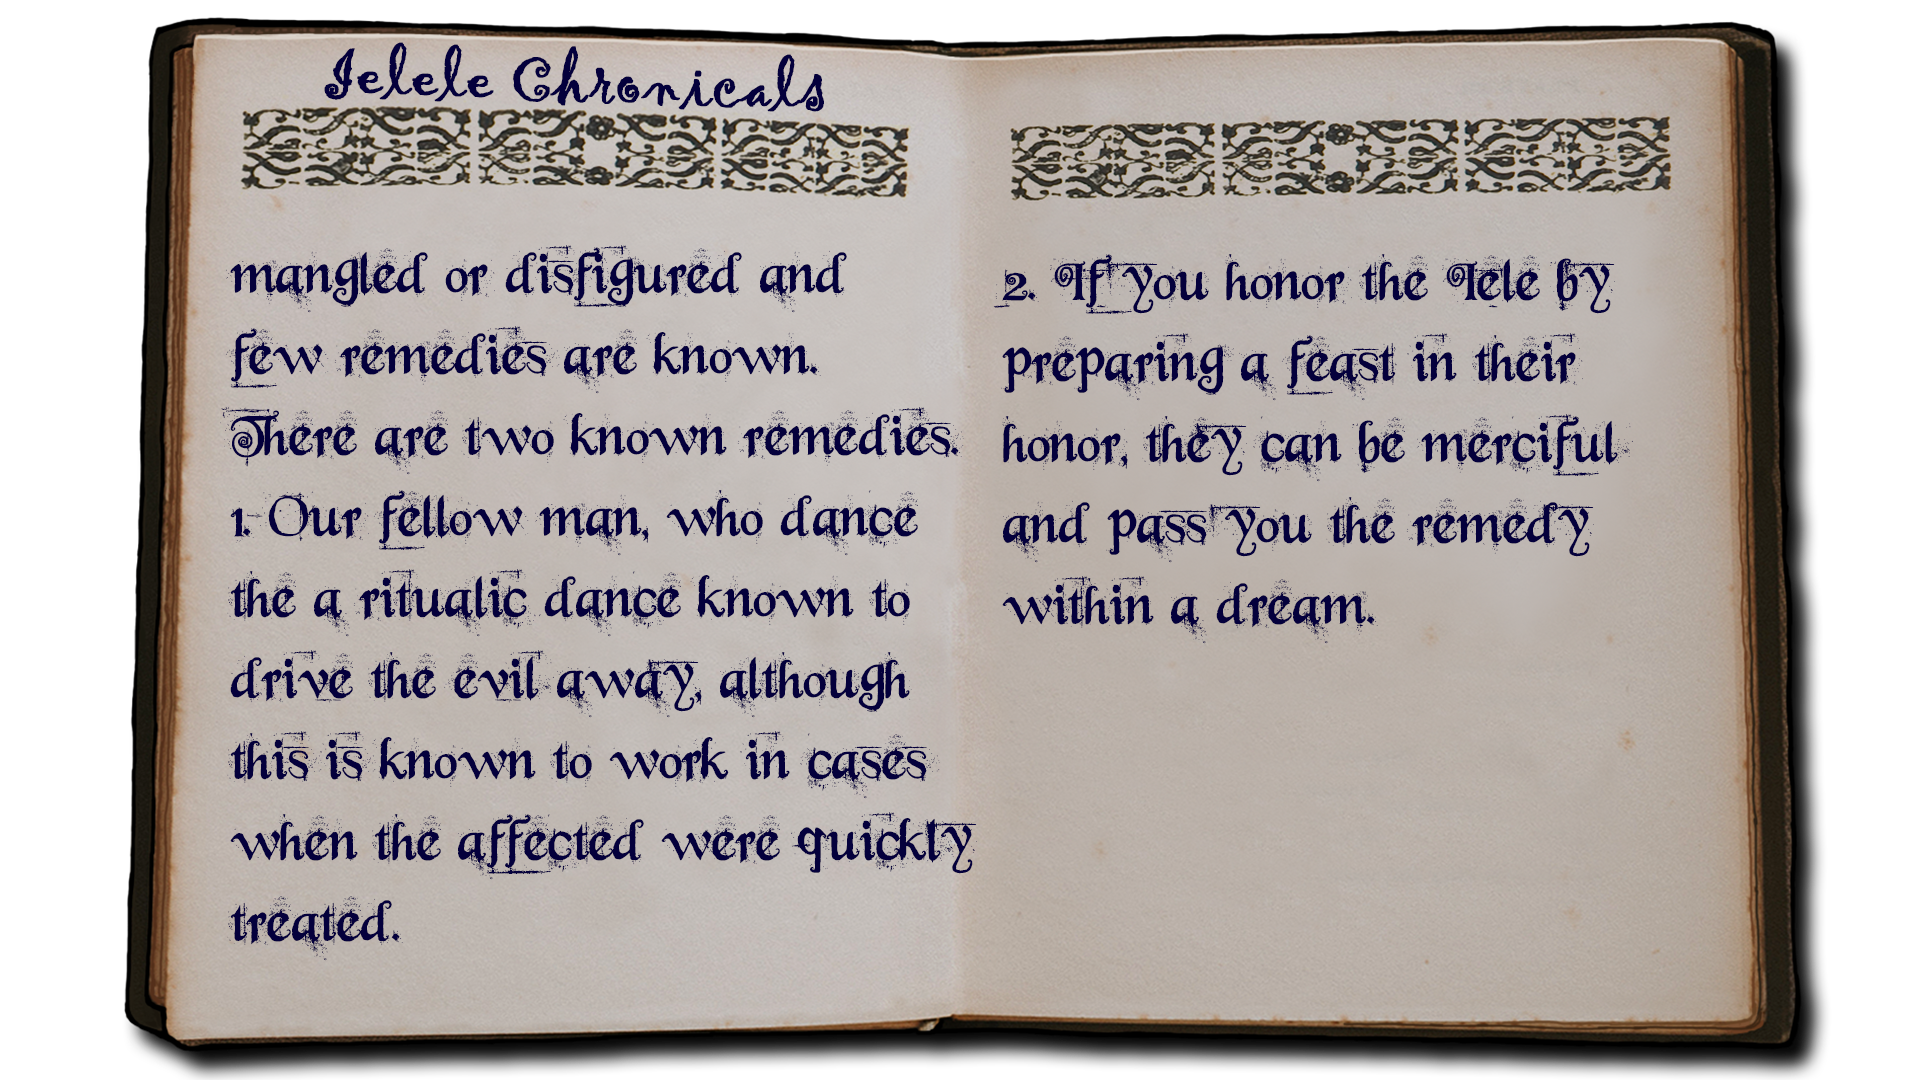 Ielele Chronicals
mangled or disfigured and
few remedies are known.
There are two known remedies.
1. Our fellow man, who dance
the a ritualic dance known to
drive the evil away, although
this is known to work in cases
when the affected were quickly
treated.
2. If you honor the Iele by
preparing a feast in their
honor, they can be merciful
and pass you the remedy
within a dream.